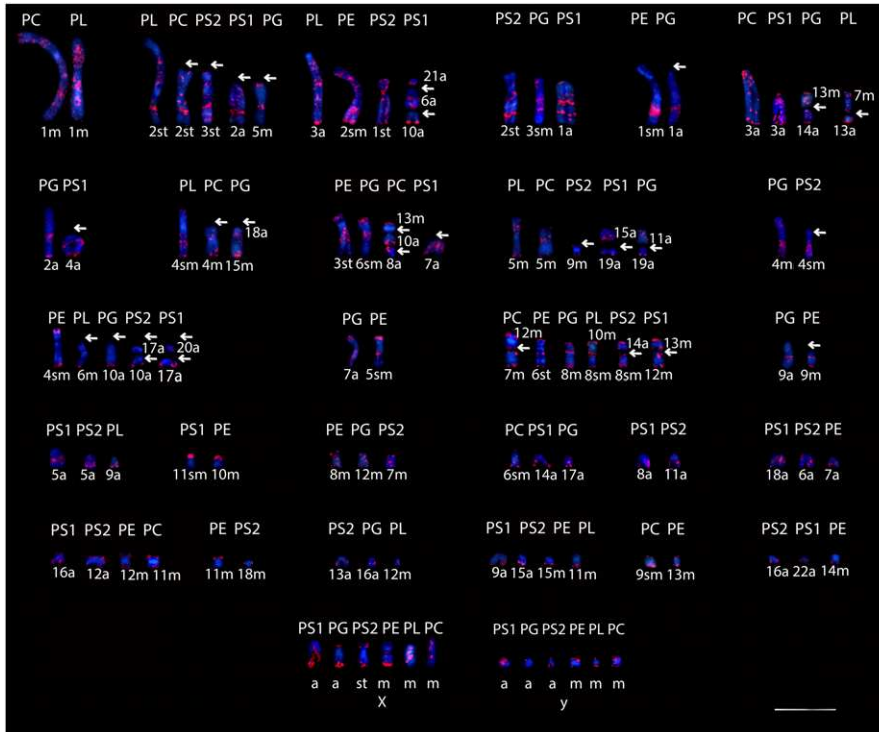 PC PL PL PC PS2 PS1 PG PL PE PS2 PS1 PS2 PG PS1 PE PG PC PS1 PG PL
21a
6a
13m 7m
1m 1m 2st 2st 3st 2a 5m 3a 2sm 1st 10a 2st 3sm 1a 1sm 1a 3a 3a 14a 13a
PG PS1 PL PC PG PE PG PC PS1 PL PC PS2 PS1 PG PG PS2
18a 13m 10a 15a 11a
2a 4a 4sm 4m 15m 3st 6sm 8a 7a 5m 5m 9m 19a 19a 4m 4sm
PE PL PG PS2 PS1 PG PE PC PE PG PL PS2 PS1 PG PE
17a 20a 12m 10m 14a 13m
4sm 6m 10a 10a 17a 7a 5sm 7m 6st 8m 8sm 8sm 12m 9a 9m
PS1 PS2 PL PS1 PE PE PG PS2 PC PS1 PG PS1 PS2 PS1 PS2 PE
5a 5a 9a 11sm 10m 8m 12m 7m 6sm 14a 17a 8a 11a 18a 6a 7a
PS1 PS2 PE PC PE PS2 PS2 PG PL PS1 PS2 PE PL PC PE PS2 PS1 PE
16a 12a 12m 11m 11m 18m 13a 16a 12m 9a 15a 15m 11m 9sm 13m 16a 22a 14m
PS1 PG PS2 PE PL PC PS1 PG PS2 PE PL PC
a a st m m m a a a m m m
X y